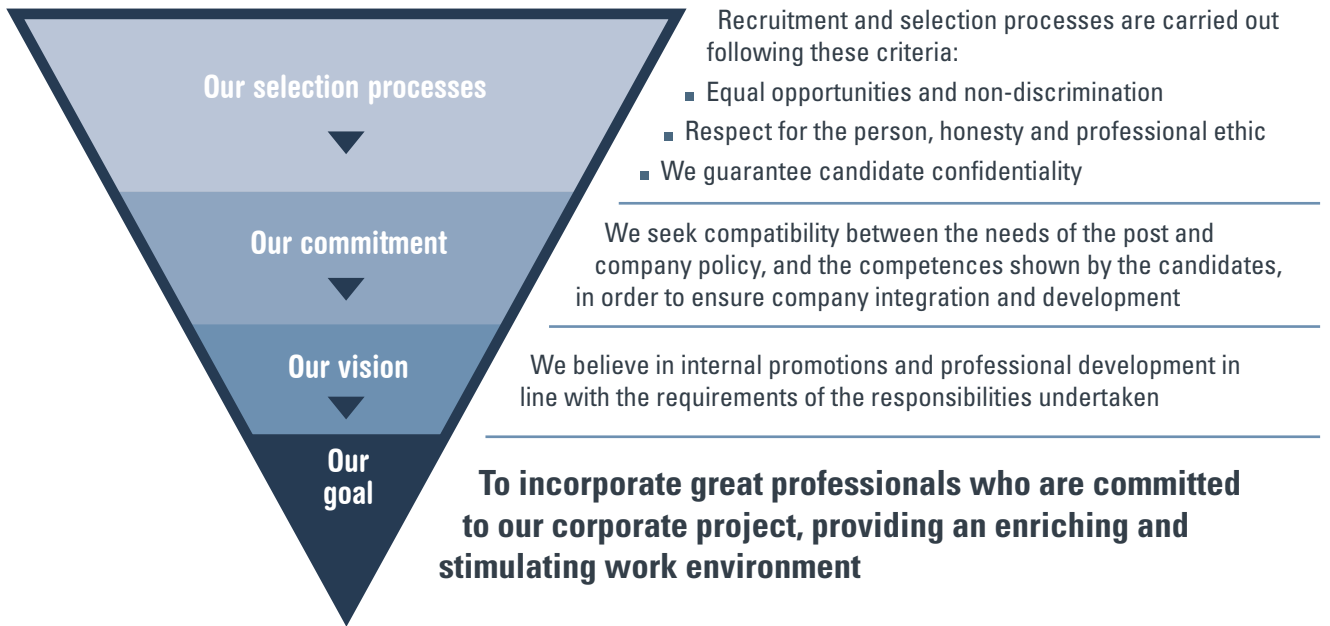 Our selection processes
Recruitment and selection processes are carried out
following these criteria:
Equal opportunities and non-discrimination
Respect for the person, honesty and professional ethic
We guarantee candidate confidentiality
Our commitment
We seek compatibility between the needs of the post and
company policy, and the competences shown by the candidates,
in order to ensure company integration and development
Our vision
We believe in internal promotions and professional development in
line with the requirements of the responsibilities undertaken
Our
goal
To incorporate great professionals who are committed
to our corporate project, providing an enriching and
stimulating work environment